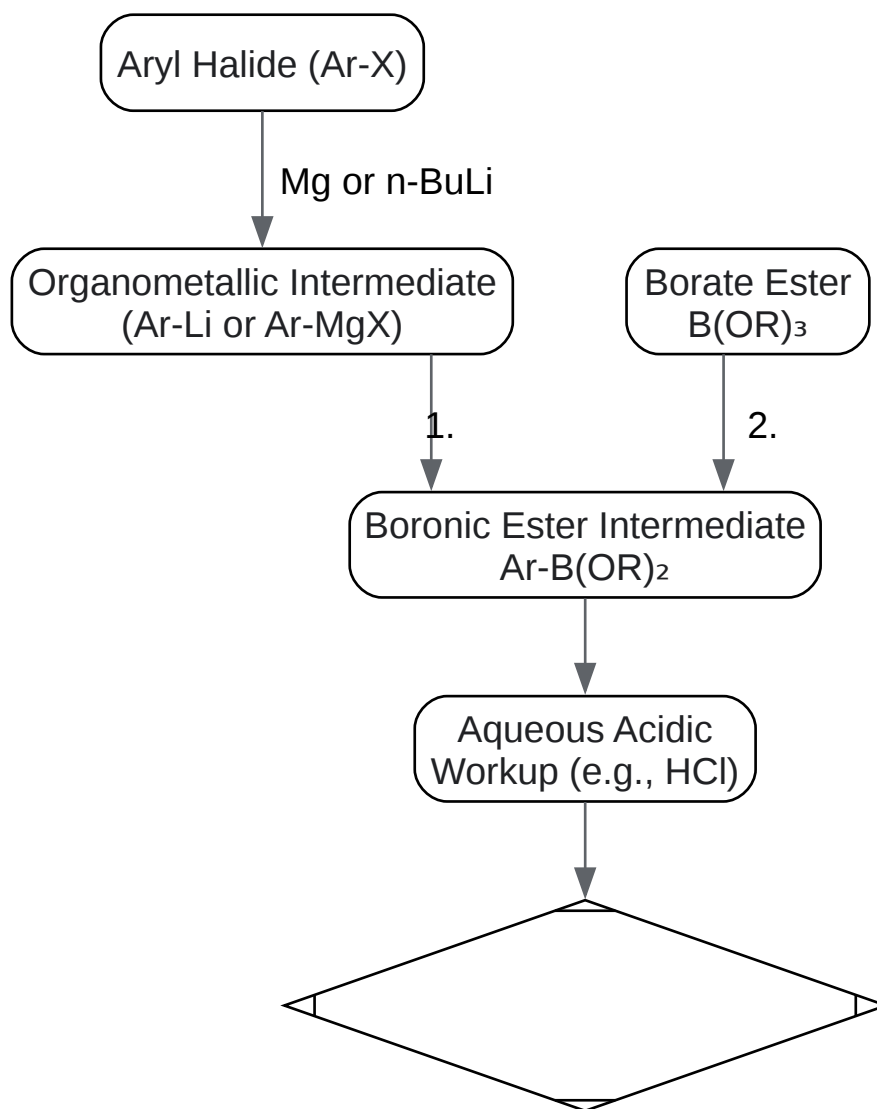 Aryl Halide (Ar-X)
Mg or n-BuLi
Organometallic Intermediate
(Ar-Li or Ar-MgX)
Borate Ester
B(OR)₃
1.
2.
Boronic Ester Intermediate
Ar-B(OR)₂
Aqueous Acidic
Workup (e.g., HCl)